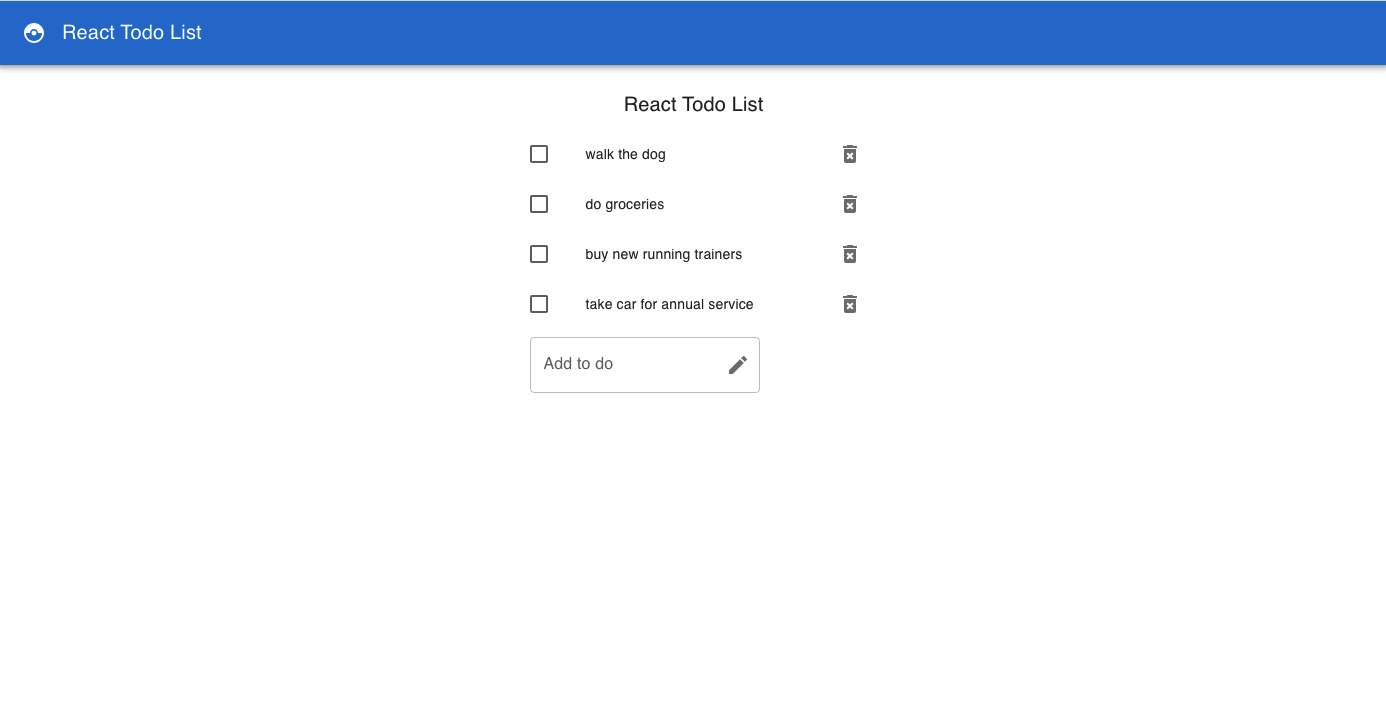 React Todo List
React Todo List
walk the dog
do groceries
buy new running trainers
take car for annual service
Add to do